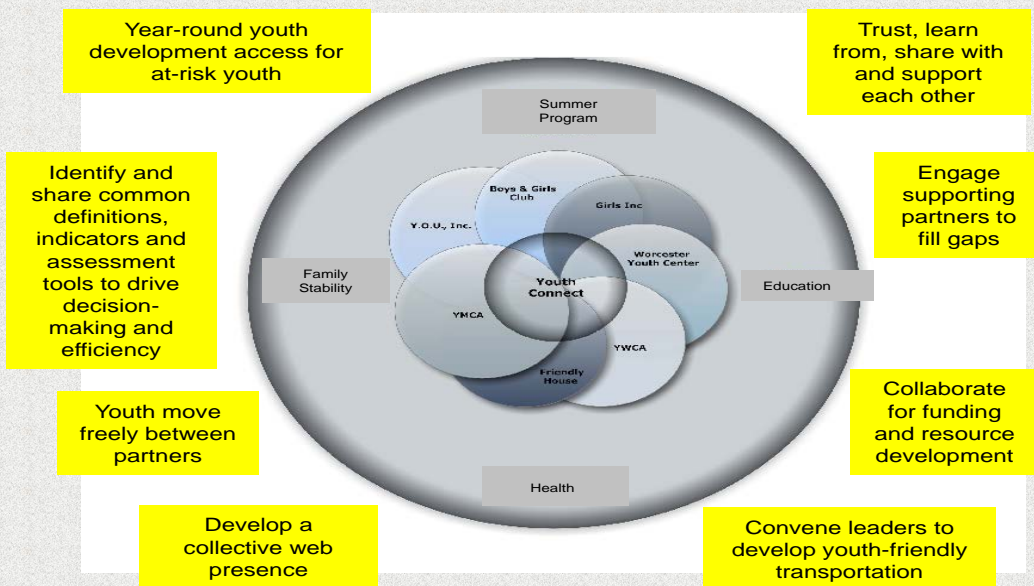 Year-round youth
development access for
at-risk youth
Trust, learn
from, share with
and support
each other
Summer
Program
Identify and
share common
definitions,
indicators and
assessment
tools to drive
decision-
making and
efficiency
Engage
supporting
partners to
fill gaps
Boys & Girls
Club
Girls Inc
Y.O.U., Inc.
Worcester
Youth Center
Family
Stability
Youth
Connect
Education
YMCA
YWCA
Friendly
House
Youth move
freely between
partners
Collaborate
for funding
and resource
development
Health
Develop a
collective web
presence
Convene leaders to
develop youth-friendly
transportation